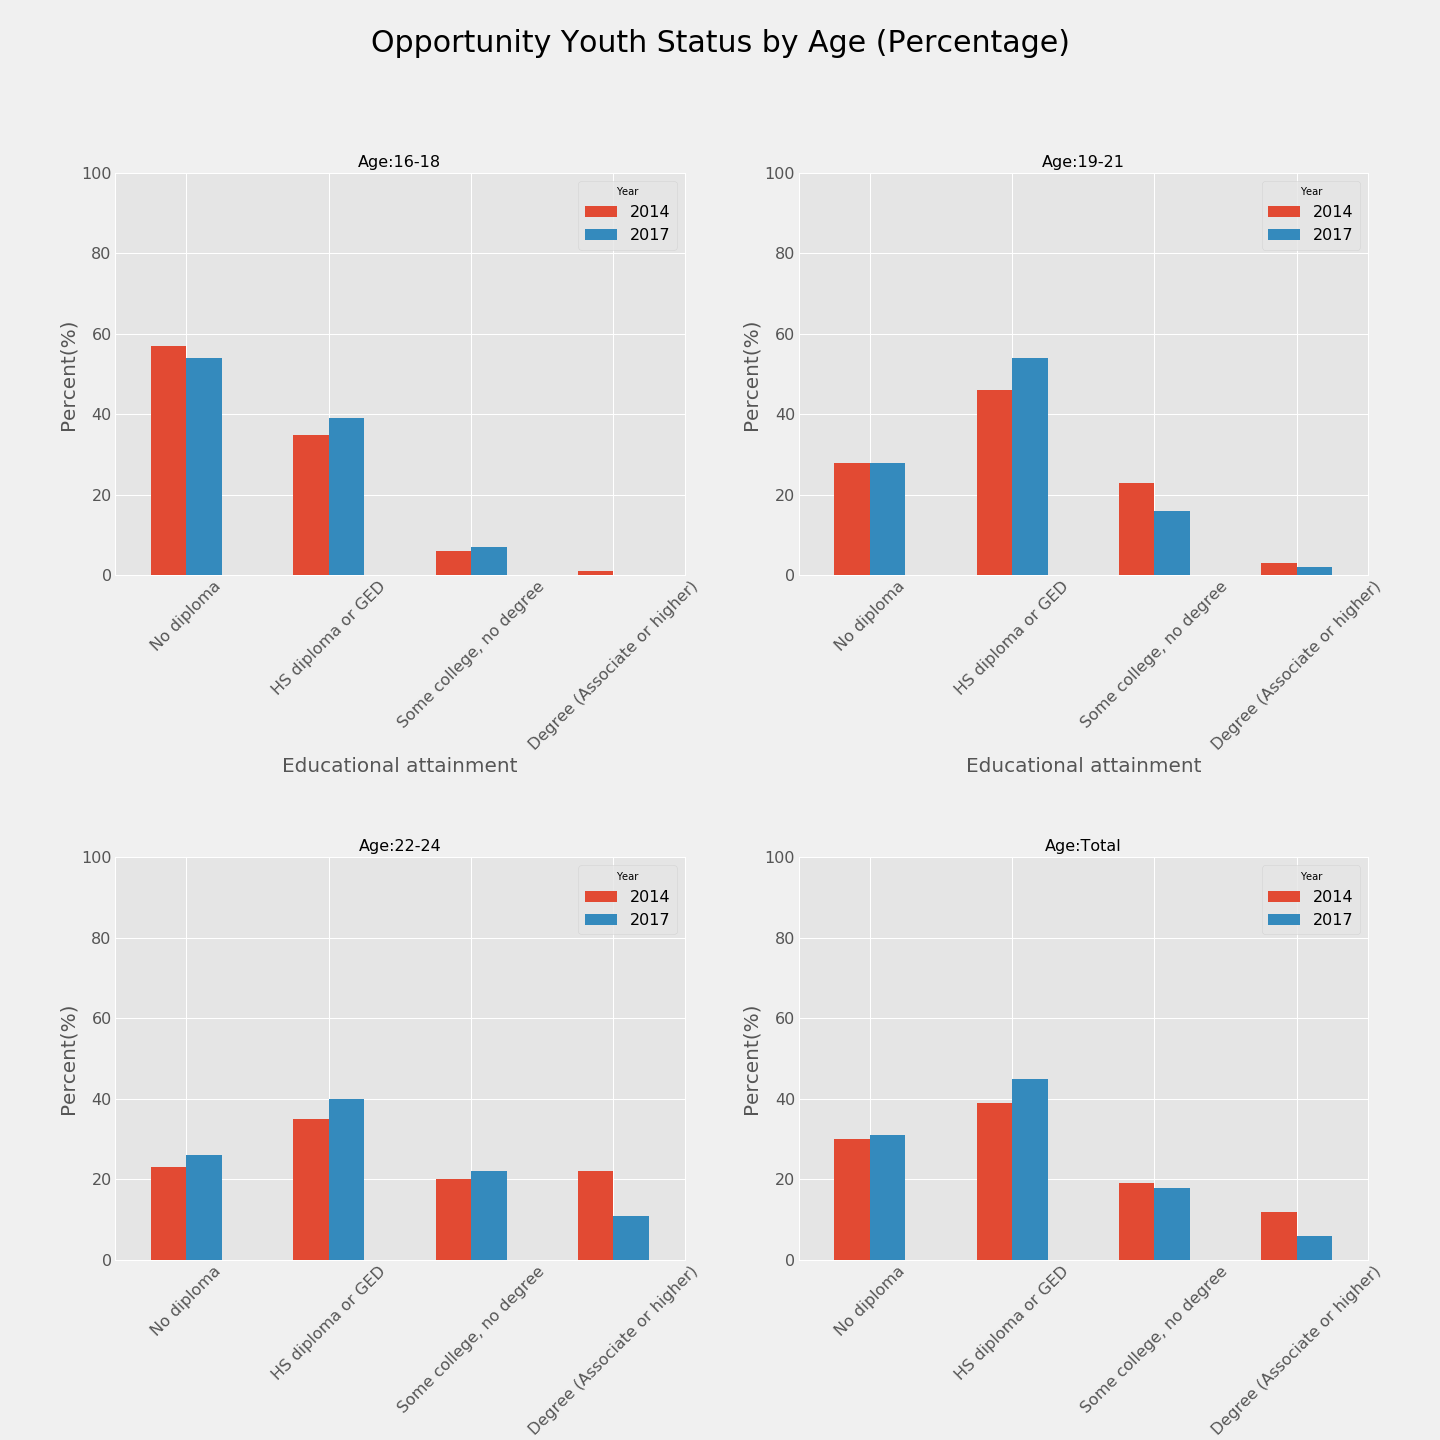 Opportunity Youth Status by Age (Percentage)
Age:16-18
100
80
60
40
20
0
Percent(%)
Year
2014
2017
No diploma
HS diploma or GED
Some college, no degree
Degree (Associate or higher)
Educational attainment
Age:19-21
100
80
60
40
20
0
Percent(%)
Year
2014
2017
No diploma
HS diploma or GED
Some college, no degree
Degree (Associate or higher)
Educational attainment
Age:22-24
100
80
60
40
20
0
Percent(%)
Year
2014
2017
No diploma
HS diploma or GED
Some college, no degree
Degree (Associate or higher)
Age:Total
100
80
60
40
20
0
Percent(%)
Year
2014
2017
No diploma
HS diploma or GED
Some college, no degree
Degree (Associate or higher)